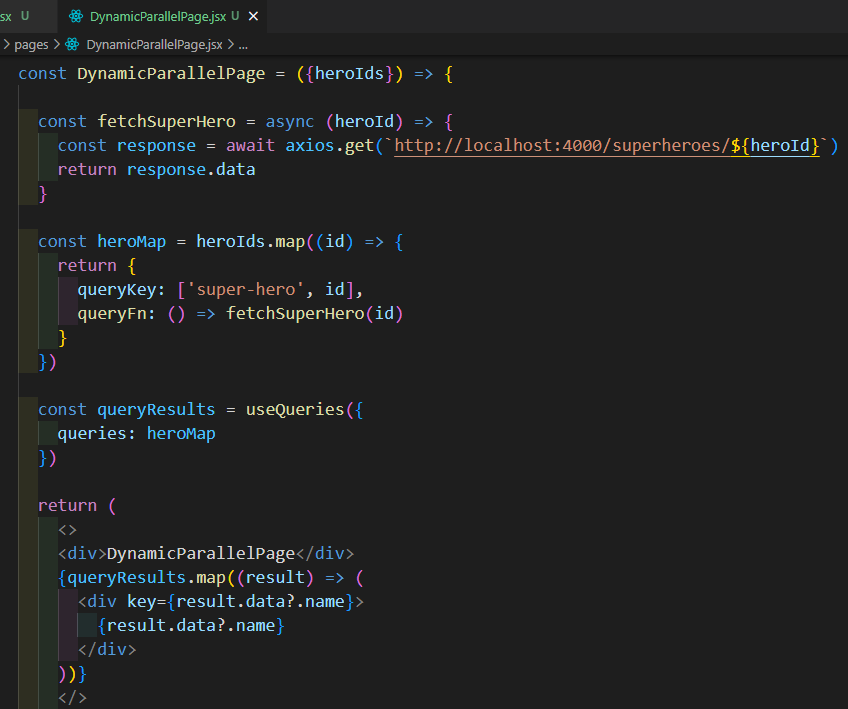 sx U DynamicParallelPage.jsx U ✕
> pages > DynamicParallelPage.jsx > ...
const DynamicParallelPage = ({heroIds}) => {
const fetchSuperHero = async (heroId) => {
const response = await axios.get(`http://localhost:4000/superheroes/${heroId}`)
return response.data
}
const heroMap = heroIds.map((id) => {
return {
queryKey: ['super-hero', id],
queryFn: () => fetchSuperHero(id)
}
})
const queryResults = useQueries({
queries: heroMap
})
return (
<>
<div>DynamicParallelPage</div>
{queryResults.map((result) => (
<div key={result.data?.name}>
{result.data?.name}
</div>
))}
</>